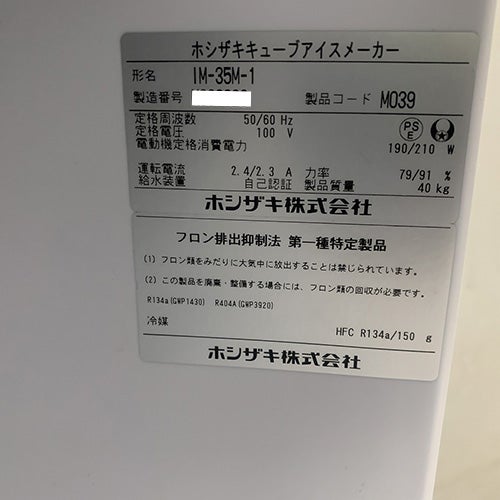 ホシザキキューブアイスメーカー
形名 IM-35M-1
製造番号 製品コード M039
定格周波数 50/60 Hz
定格電圧 100 V
電動機定格消費電力 190/210 W
PS E
運転電流 2.4/2.3 A 力率 79/91 %
給水装置 自己認証 製品質量 40 kg
ホシザキ株式会社
フロン排出抑制法 第一種特定製品
(1) フロン類をみだりに大気中に放出することは禁じられています。
(2) この製品を廃棄・整備する場合には、フロン類の回収が必要です。
R134a(GWP1430) R404A(GWP3920)
冷媒 HFC R134a/150 g
ホシザキ株式会社